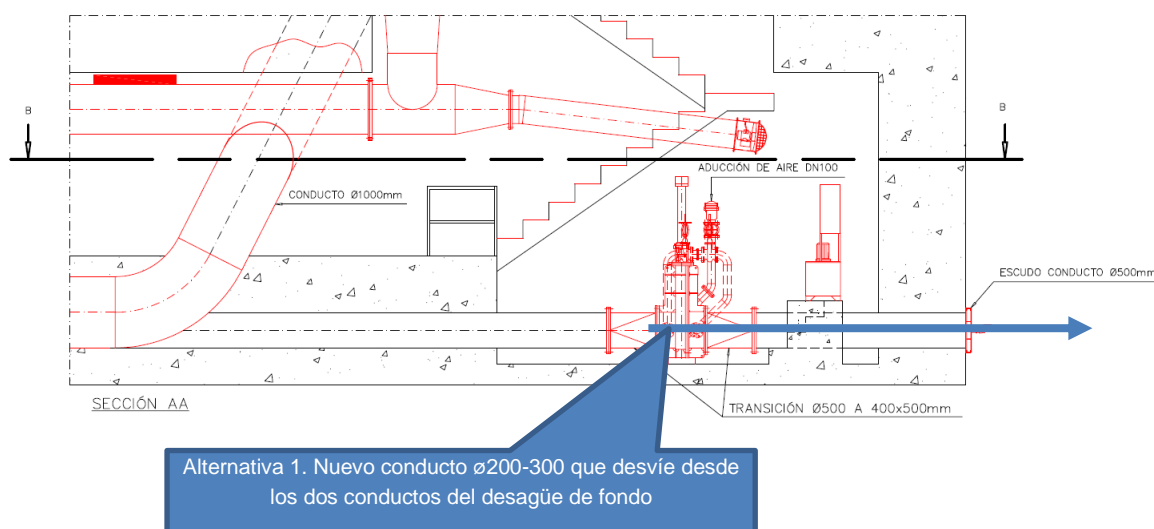 B
B
ADUCCIÓN DE AIRE DN100
CONDUCTO Ø1000mm
ESCUDO CONDUCTO Ø500mm
SECCIÓN AA
TRANSICIÓN Ø500 A 400x500mm
Alternativa 1. Nuevo conducto ø200-300 que desvíe desde
los dos conductos del desagüe de fondo